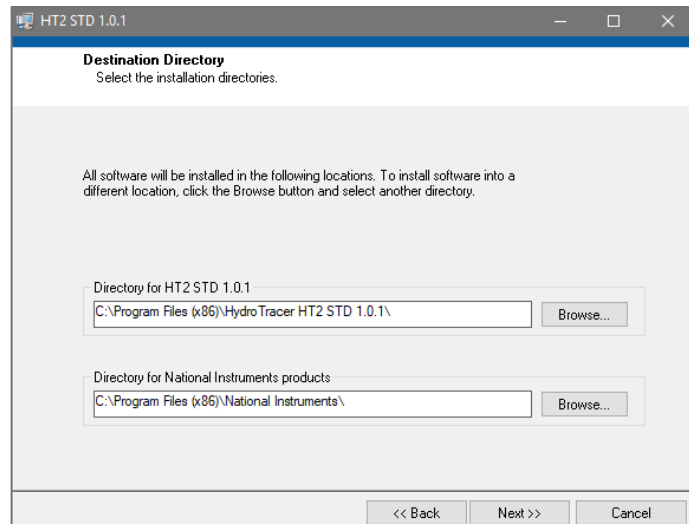 HT2 STD 1.0.1
Destination Directory
Select the installation directories.
All software will be installed in the following locations. To install software into a
different location, click the Browse button and select another directory.
Directory for HT2 STD 1.0.1
C:\Program Files (x86)\HydroTracer HT2 STD 1.0.1\
Browse...
Directory for National Instruments products
C:\Program Files (x86)\National Instruments\
Browse...
<< Back
Next >>
Cancel